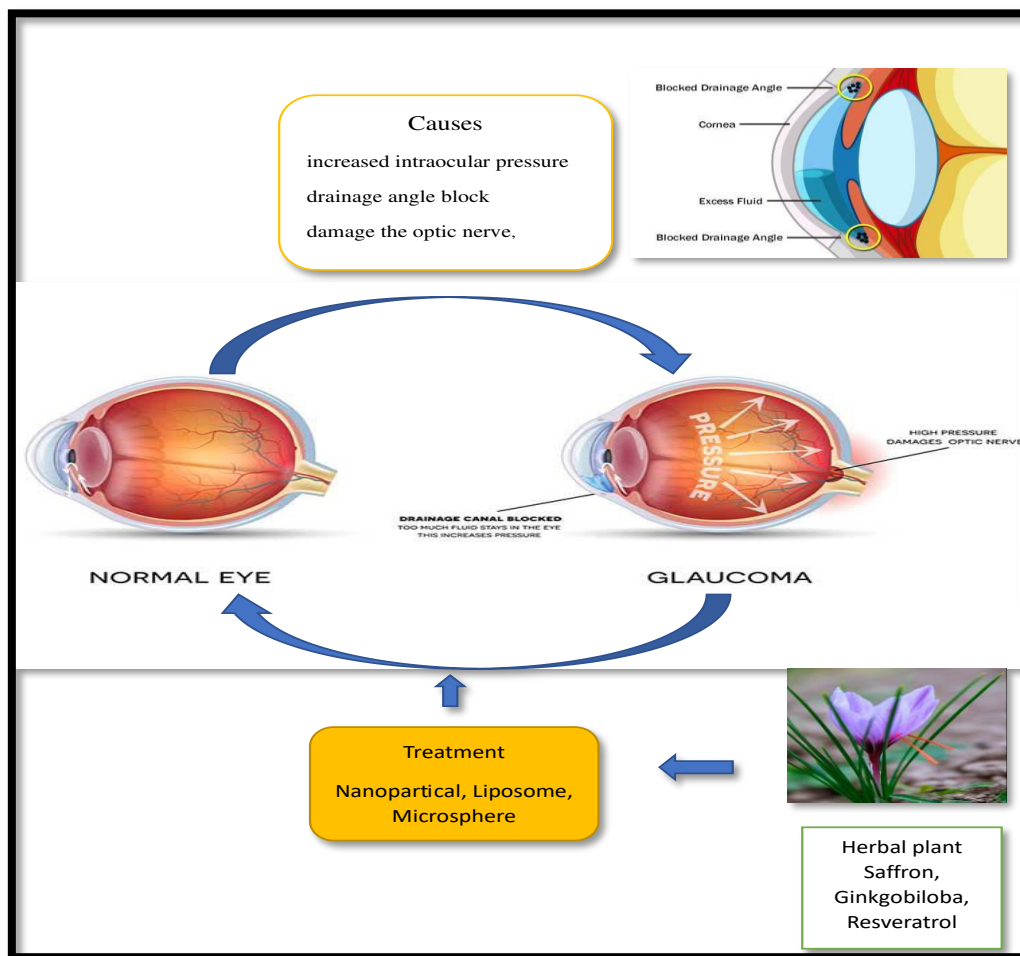 Causes
increased intraocular pressure
drainage angle block
damage the optic nerve,
Blocked Drainage Angle
Cornea
Excess Fluid
Blocked Drainage Angle
PRESSURE
HIGH PRESSURE
DAMAGES OPTIC NERVE
DRAINAGE CANAL BLOCKED
TOO MUCH FLUID STAYS IN THE EYE
THIS INCREASES PRESSURE
NORMAL EYE
GLAUCOMA
Treatment
Nanopartical, Liposome,
Microsphere
Herbal plant
Saffron,
Ginkgobiloba,
Resveratrol